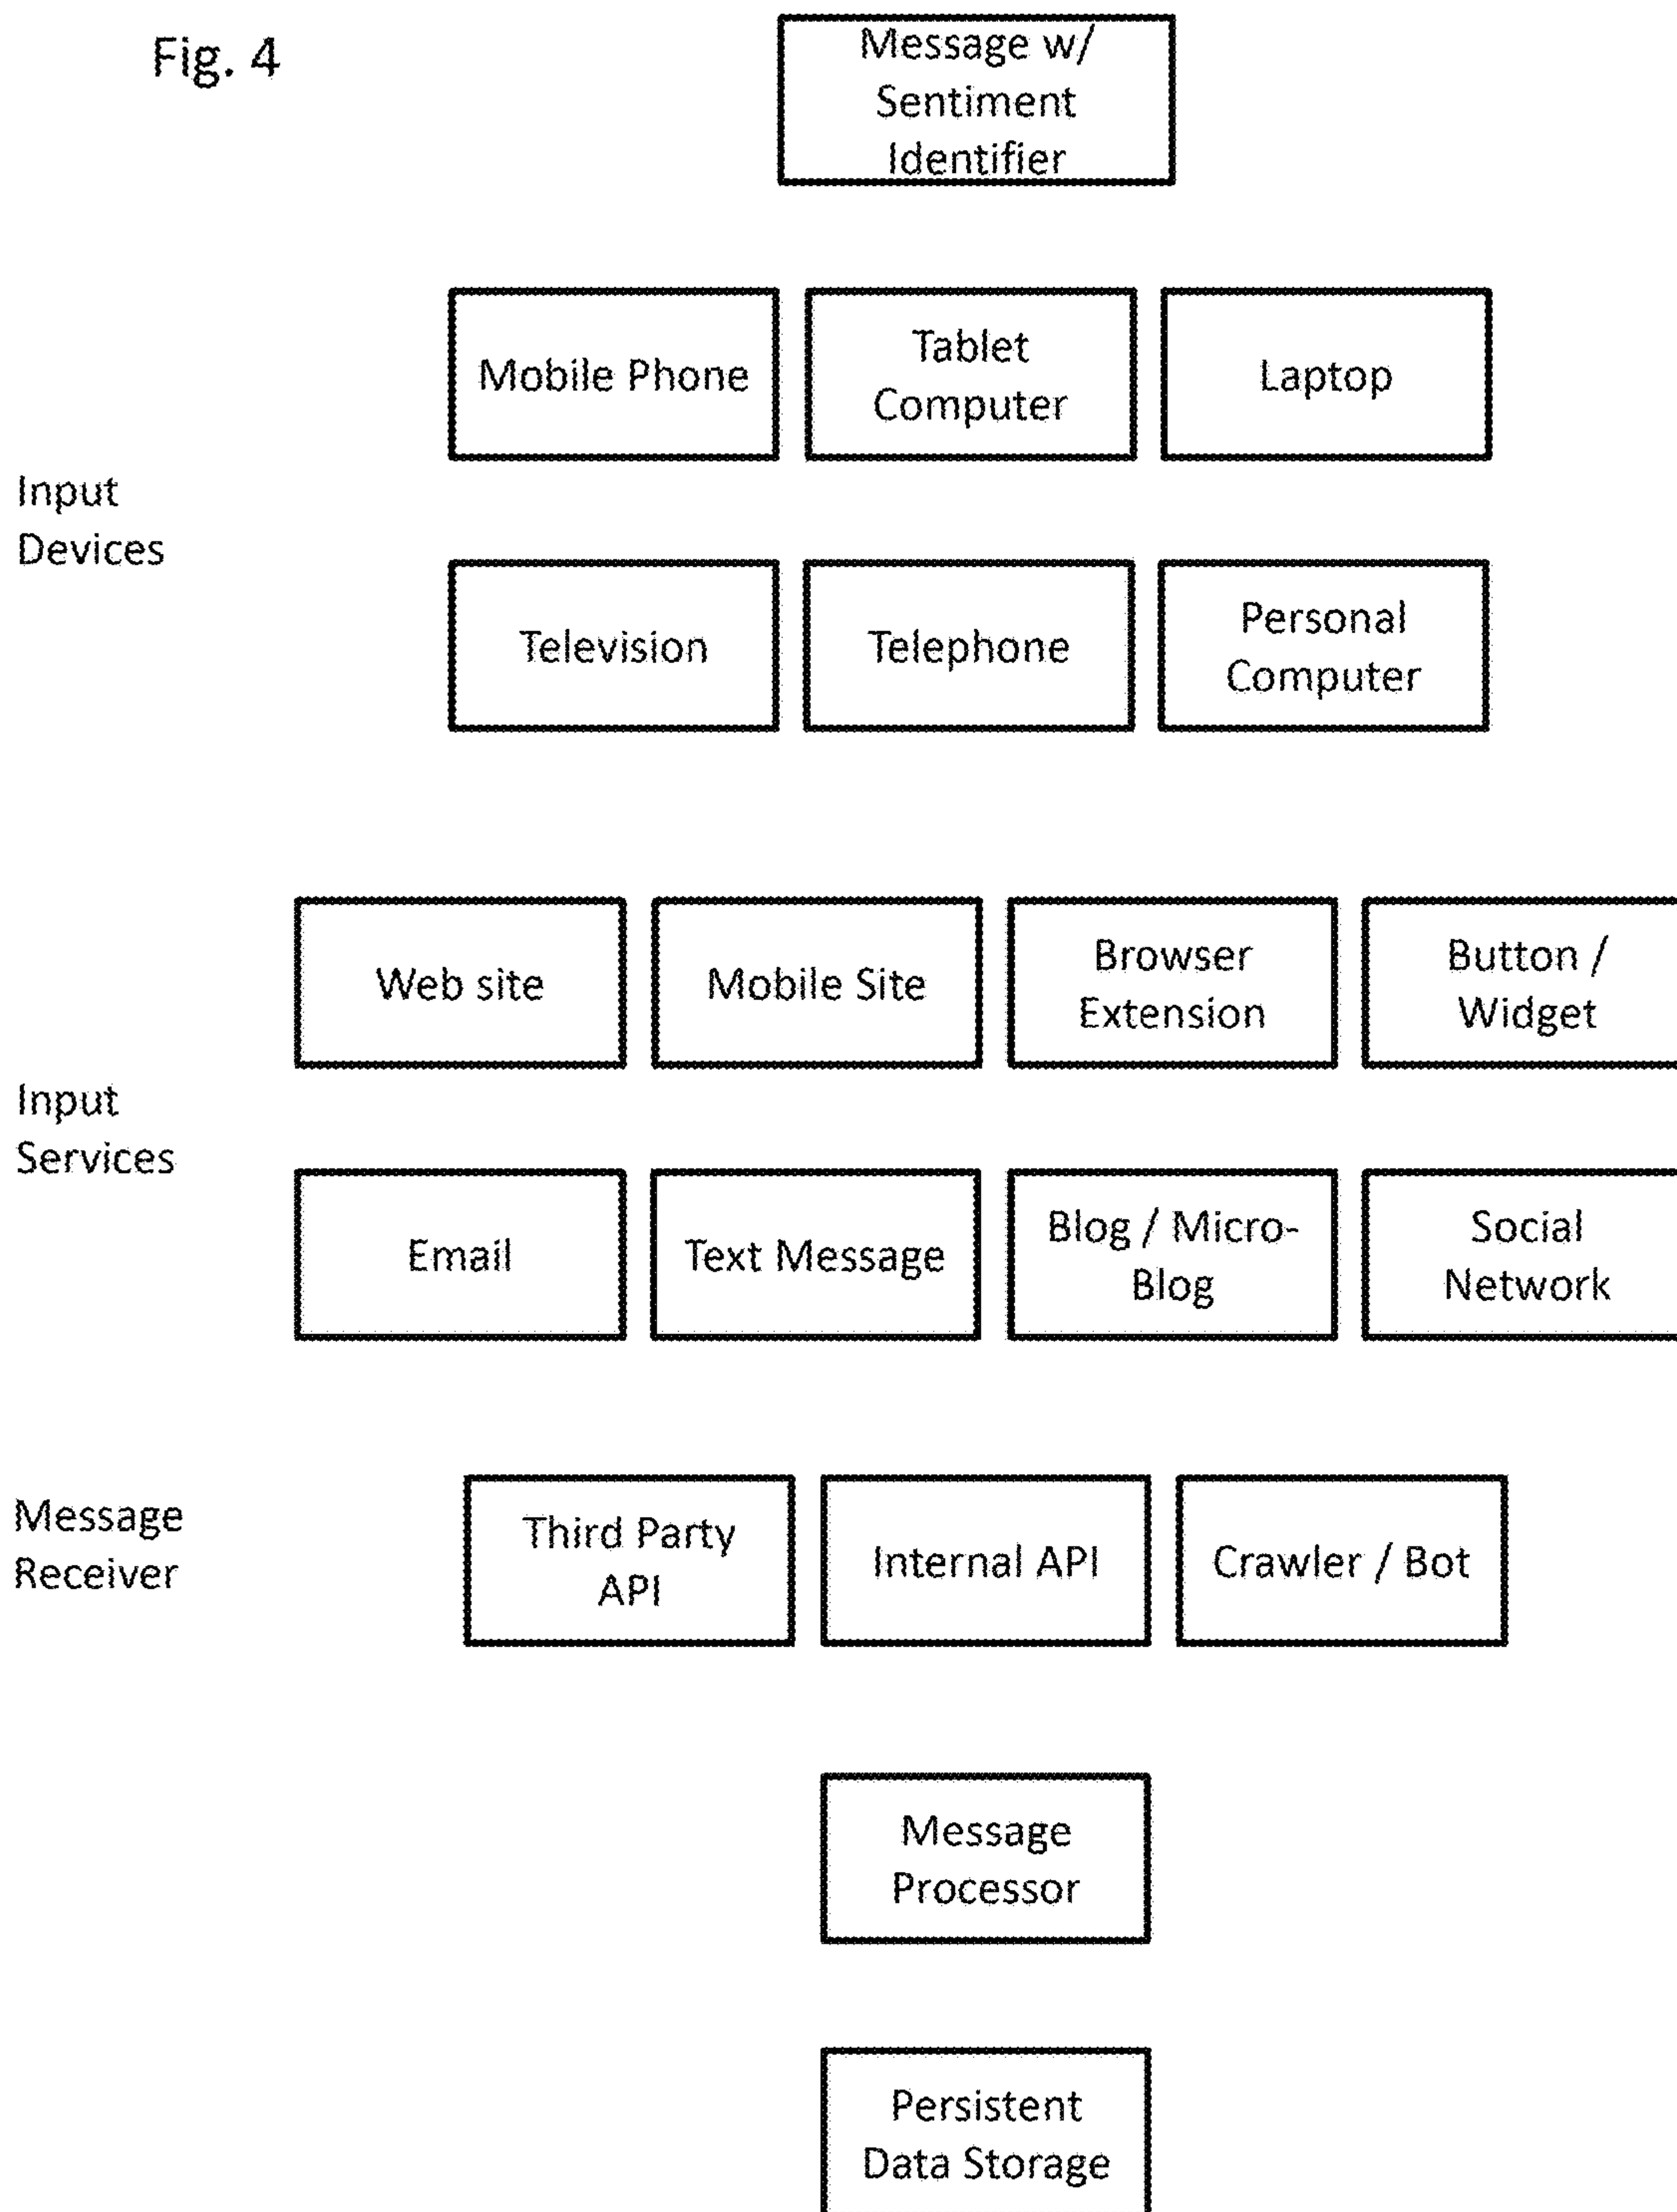 Fig. 4
Message w/
Sentiment
Identifier
Mobile Phone
Tablet
Computer
Laptop
Input
Devices
Television
Telephone
Personal
Computer
Web site
Mobile Site
Browser
Extension
Button /
Widget
Input
Services
Email
Text Message
Blog / Micro-
Blog
Social
Network
Message
Receiver
Third Party
API
Internal API
Crawler / Bot
Message
Processor
Persistent
Data Storage